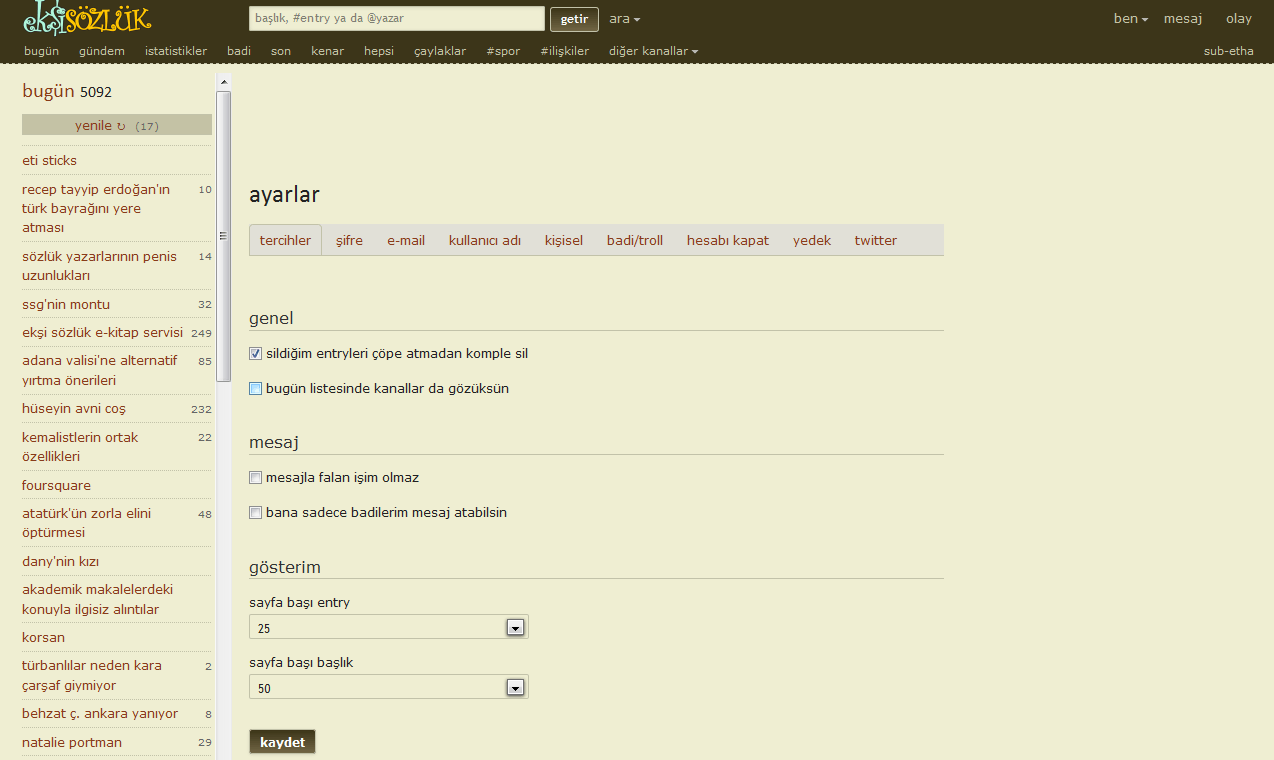 ekşi SÖZLÜK
başlık, #entry ya da @yazar
getir
ara
ben mesaj olay
bugün gündem istatistikler badi son kenar hepsi çaylaklar #spor #ilişkiler diğer kanallar
sub-etha
bugün 5092
yenile ↻ (17)
eti sticks
recep tayyip erdoğan'ın 10
türk bayrağını yere
atması
sözlük yazarlarının penis 14
uzunlukları
ssg'nin montu 32
ekşi sözlük e-kitap servisi 249
adana valisi'ne alternatif 85
yırtma önerileri
hüseyin avni coş 232
kemalistlerin ortak 22
özellikleri
foursquare
atatürk'ün zorla elini 48
öptürmesi
dany'nin kızı
akademik makalelerdeki
konuyla ilgisiz alıntılar
korsan
türbanlılar neden kara 2
çarşaf giymiyor
behzat ç. ankara yanıyor 8
natalie portman 29
ayarlar
tercihler şifre e-mail kullanıcı adı kişisel badi/troll hesabı kapat yedek twitter
genel
sildiğim entryleri çöpe atmadan komple sil
bugün listesinde kanallar da gözüksün
mesaj
mesajla falan işim olmaz
bana sadece badilerim mesaj atabilsin
gösterim
sayfa başı entry
25
sayfa başı başlık
50
kaydet